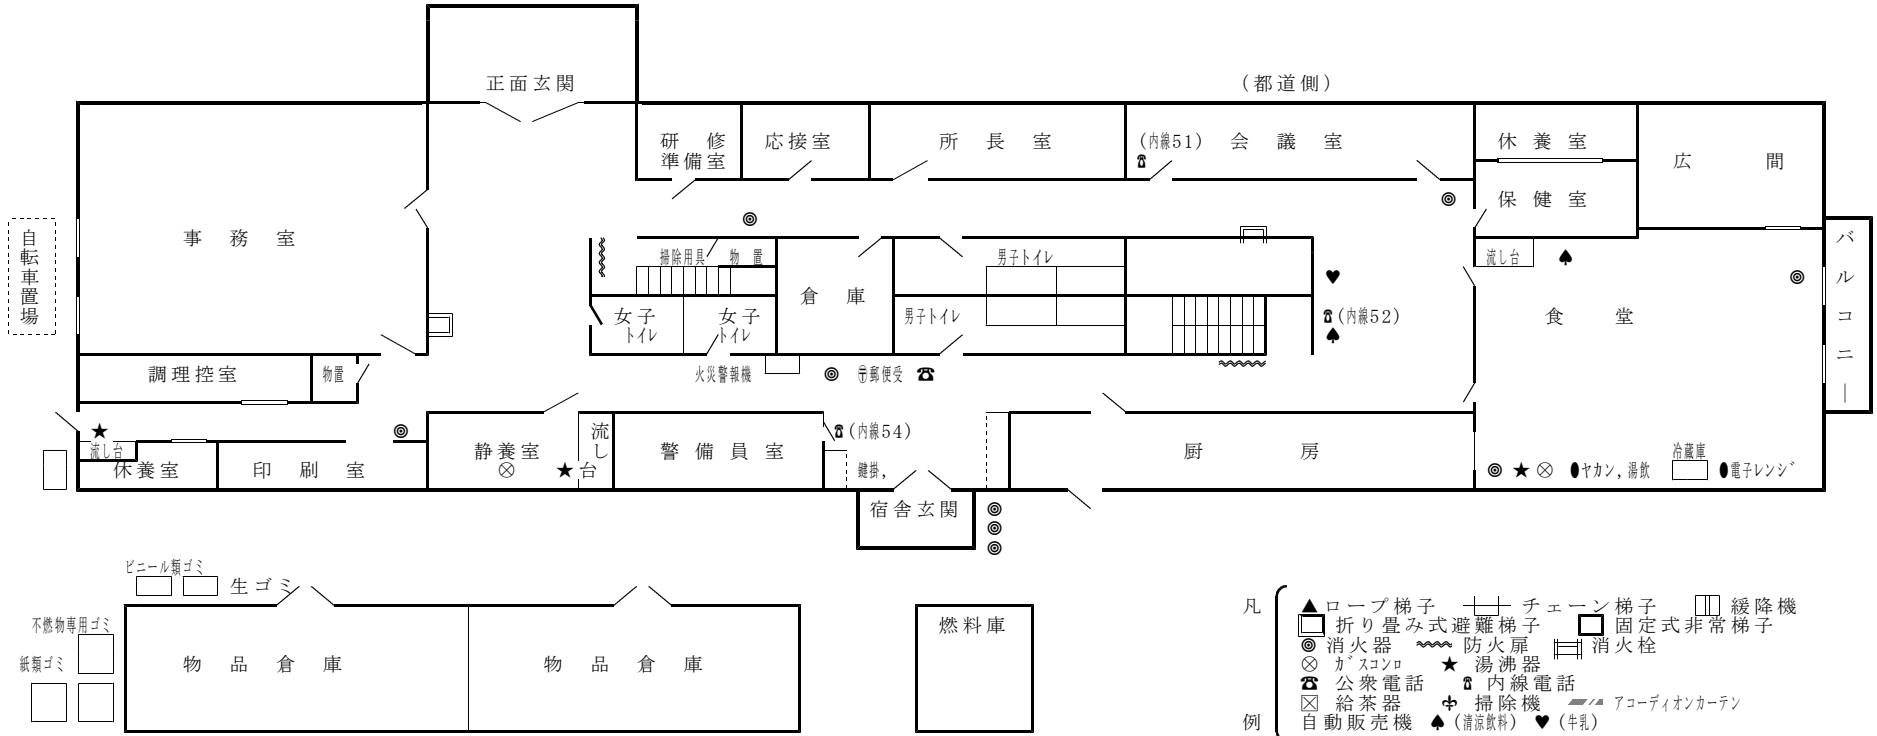 正面玄関
(都道側)
研　修
準備室
応接室
所　長　室
(内線51)
会　議　室
休 養 室
広　　間
保 健 室
事　務　室
自転車置場
掃除用具
物 置
男子トイレ
流し台
バルコニ｜
倉　庫
女子
トイレ
女子
トイレ
男子トイレ
(内線52)
食　　堂
調理控室
物置
火災警報機
〶郵便受
流し台
休養室
印　刷　室
静養室
流し台
警　備　員　室
(内線54)
鍵掛,
厨　　　房
冷蔵庫
ヤカン,湯飲
電子レンジ
宿舎玄関
ビニール類ゴミ
生ゴミ
不燃物専用ゴミ
紙類ゴミ
物　品　倉　庫
物　品　倉　庫
燃料庫
凡
ロープ梯子
チェーン梯子
緩降機
折り畳み式避難梯子
固定式非常梯子
消火器
防火扉
消火栓
ガスコンロ
湯沸器
公衆電話
内線電話
給茶器
掃除機
アコーディオンカーテン
例
自動販売機 ♠(清涼飲料) ♥(牛乳)